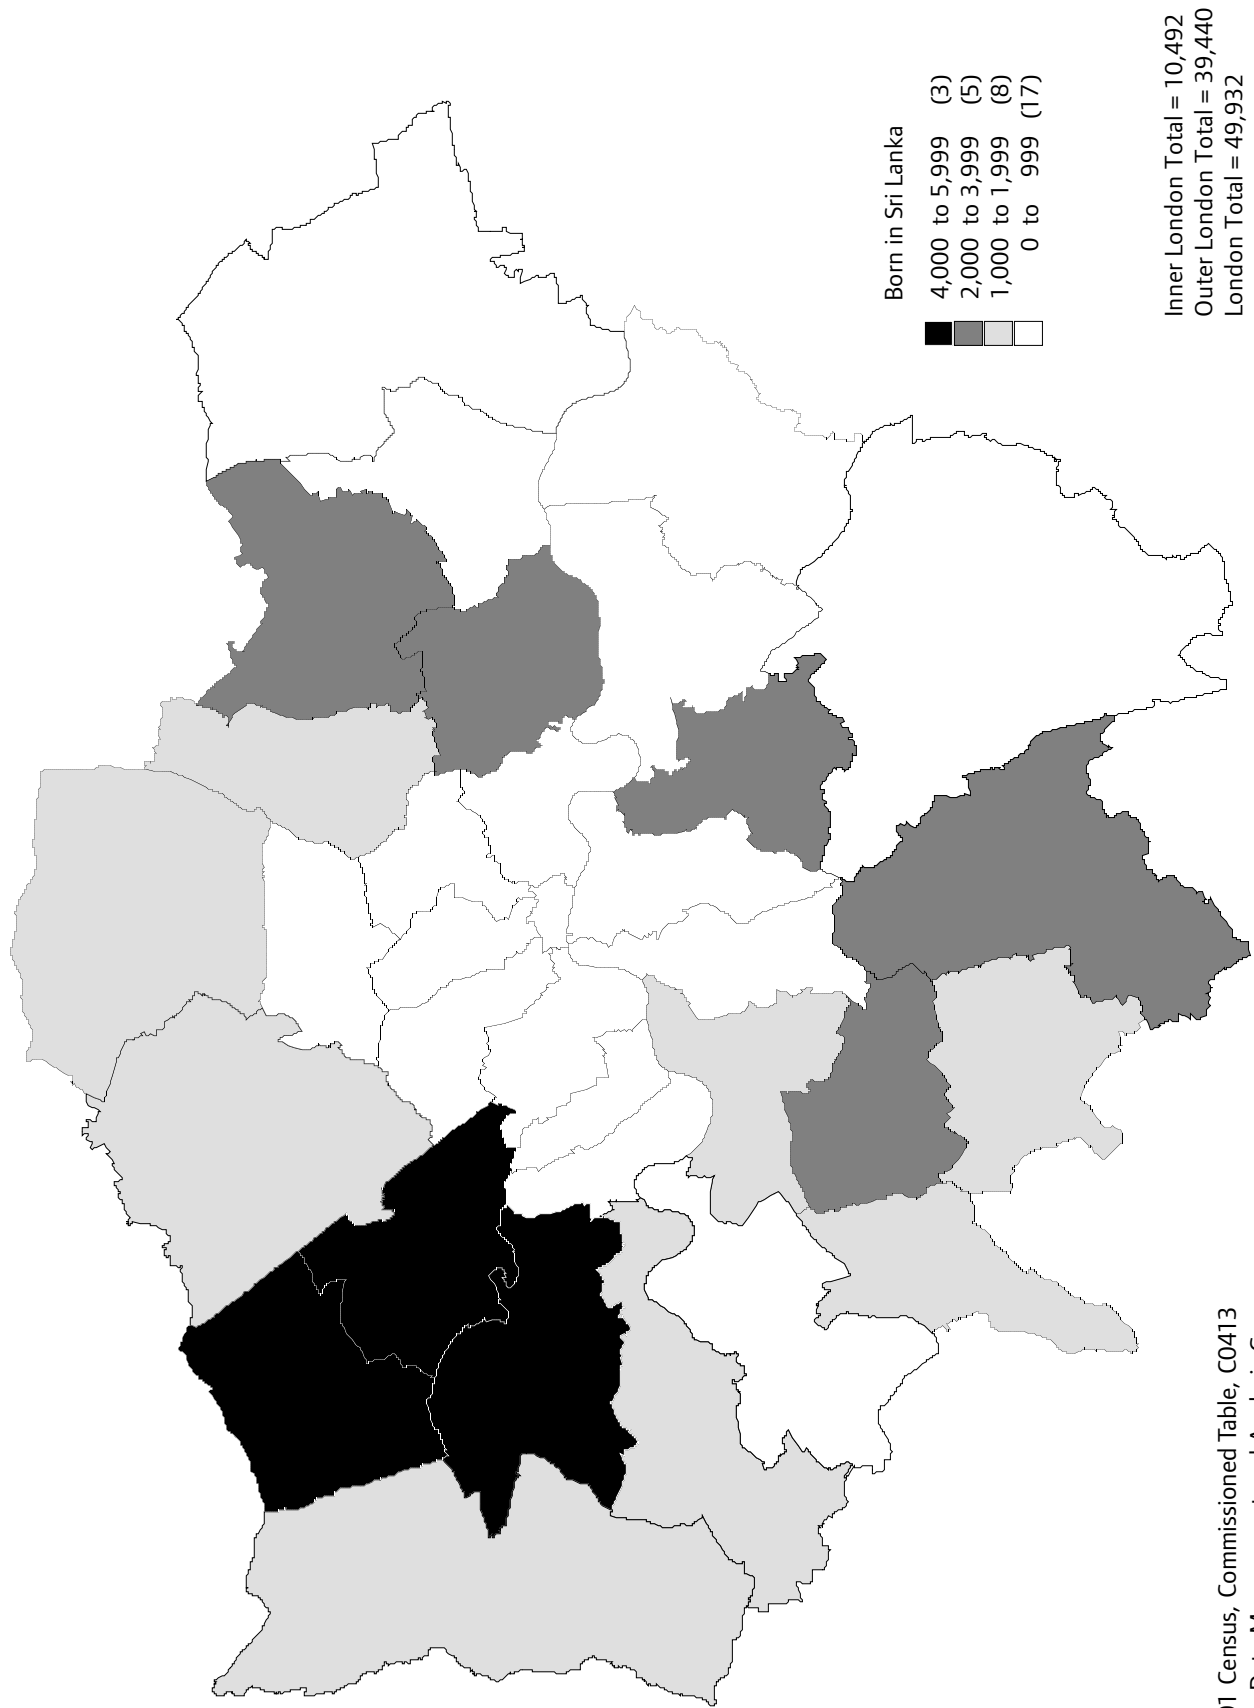 Born in Sri Lanka
4,000 to 5,999 (3)
2,000 to 3,999 (5)
1,000 to 1,999 (8)
0 to 999 (17)
Inner London Total = 10,492
Outer London Total = 39,440
London Total = 49,932
Census, Commissioned Table, C0413